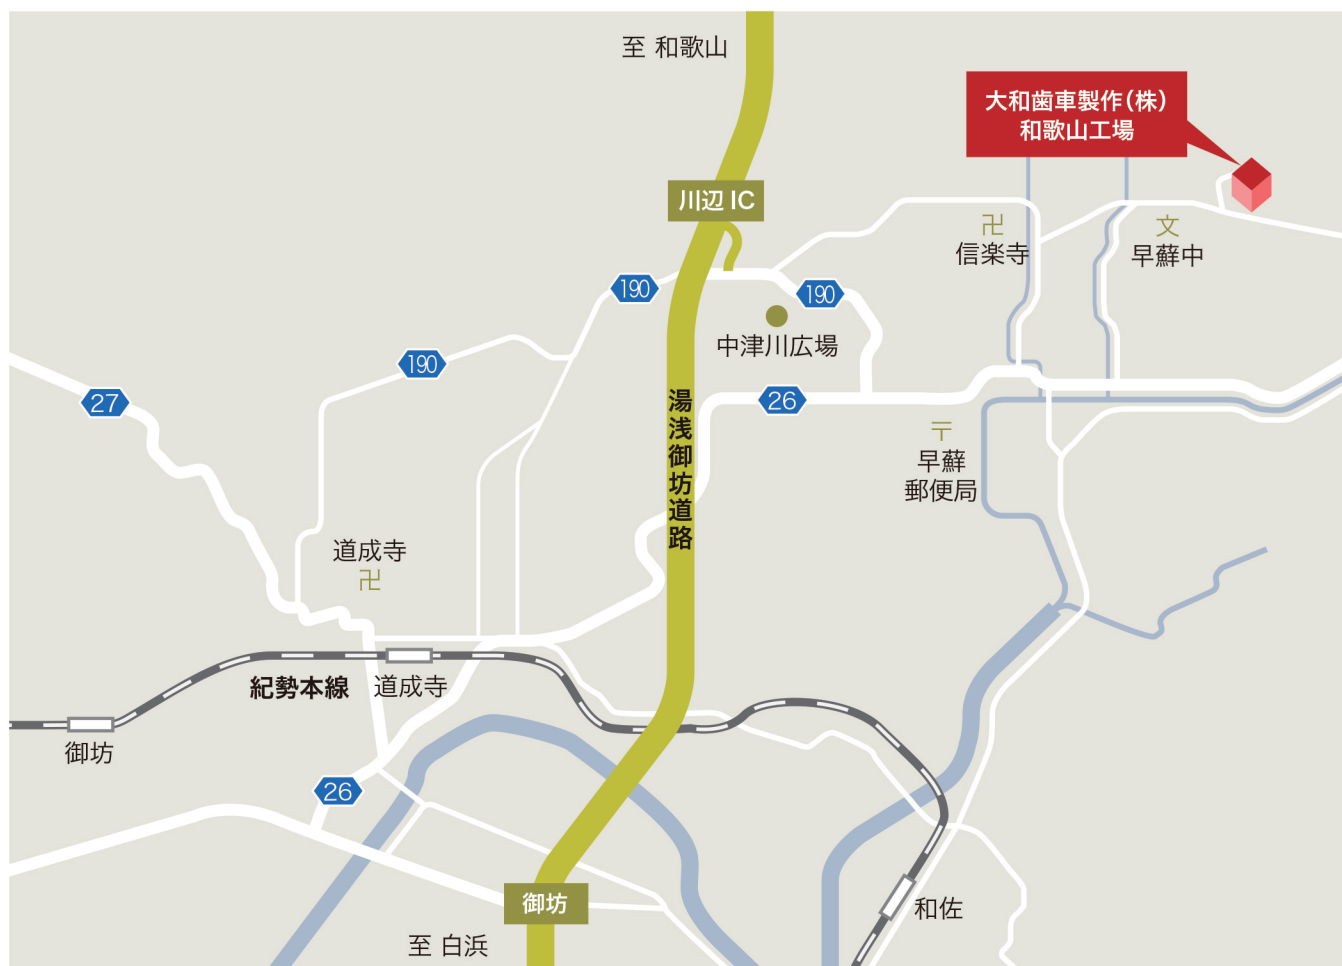 至 和歌山
大和歯車製作(株)
和歌山工場
川辺 IC
卍
信楽寺
文
早蘇中
190
190
中津川広場
190
27
26
湯浅御坊道路
〒
早蘇
郵便局
道成寺
卍
紀勢本線
道成寺
御坊
26
御坊
和佐
至 白浜